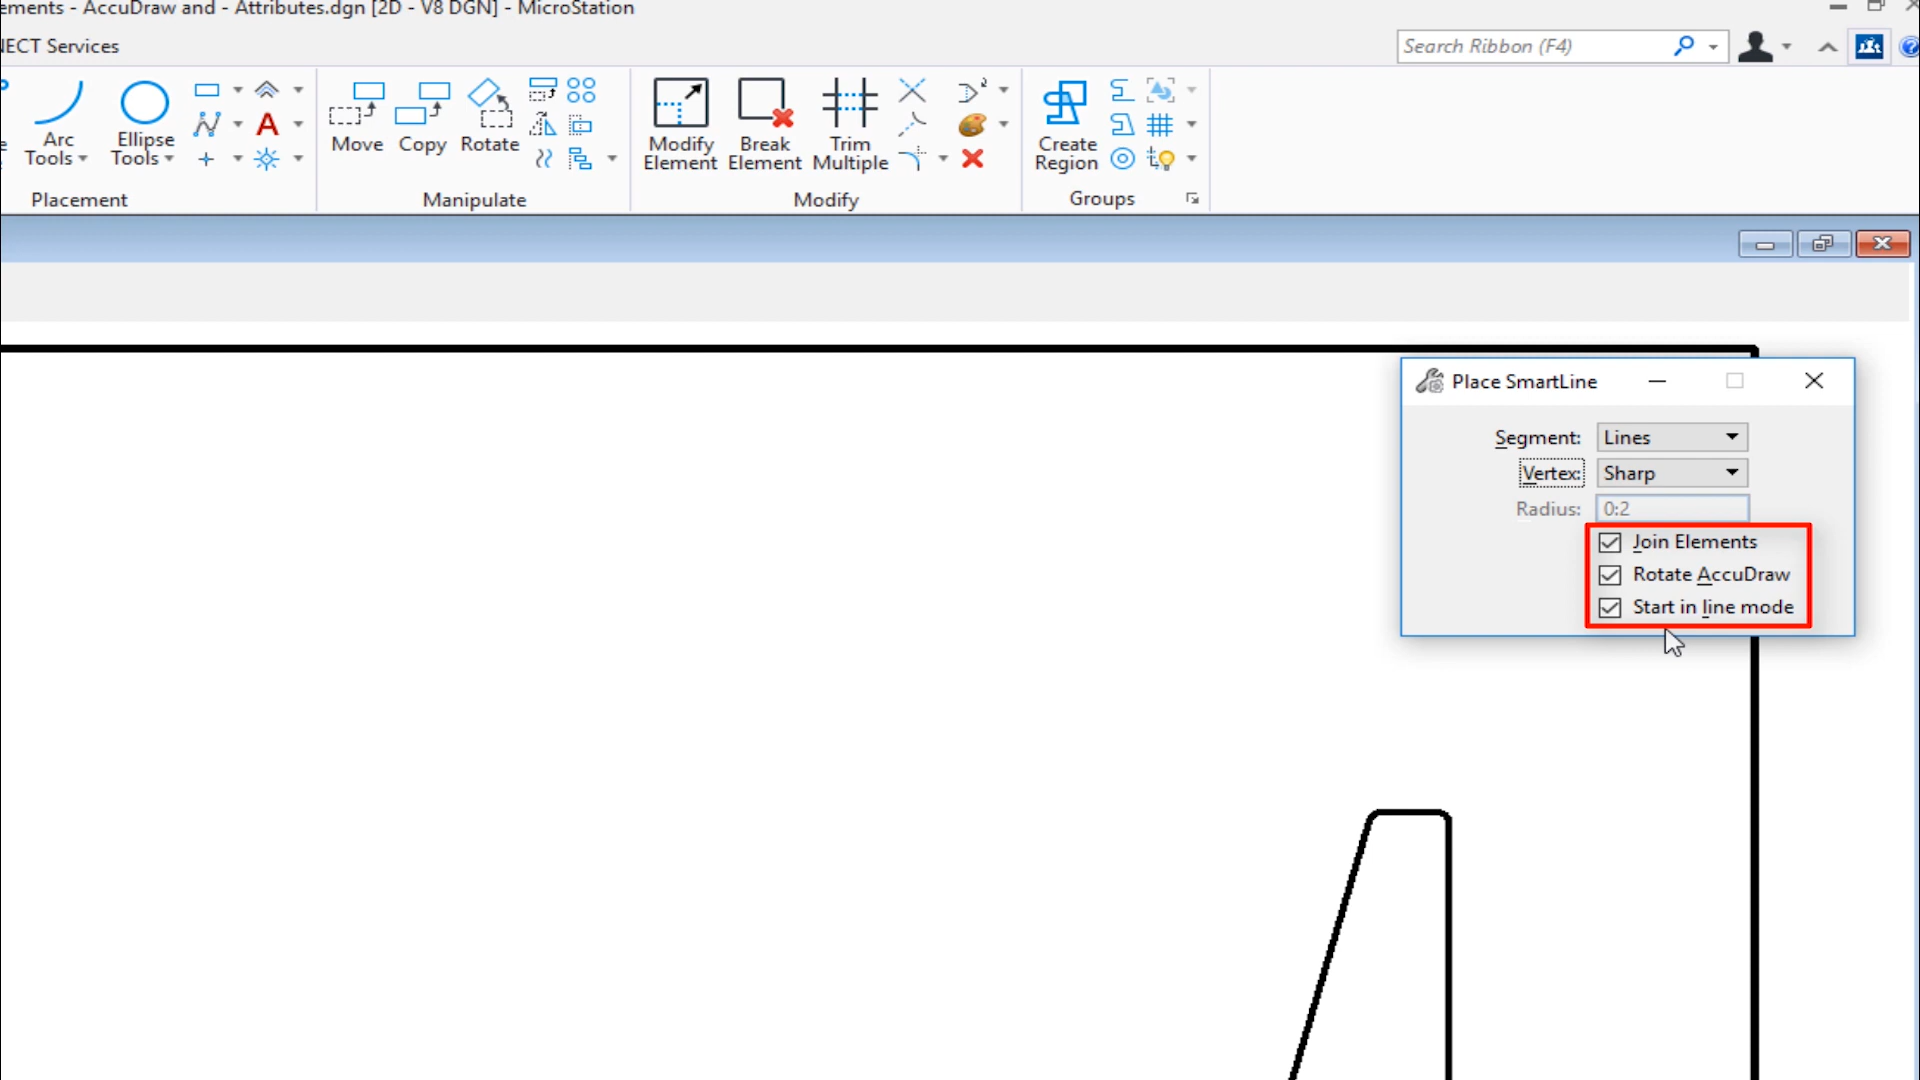 ements - AccuDraw and - Attributes.dgn [2D - V8 DGN] - MicroStation
NECT Services
Search Ribbon (F4)
Arc
Tools
Ellipse
Tools
A
Placement
Move
Copy
Rotate
Manipulate
Modify
Element
Break
Element
Trim
Multiple
Modify
Create
Region
Groups
Place SmartLine
Segment: Lines
Vertex: Sharp
Radius: 0:2
Join Elements
Rotate AccuDraw
Start in line mode